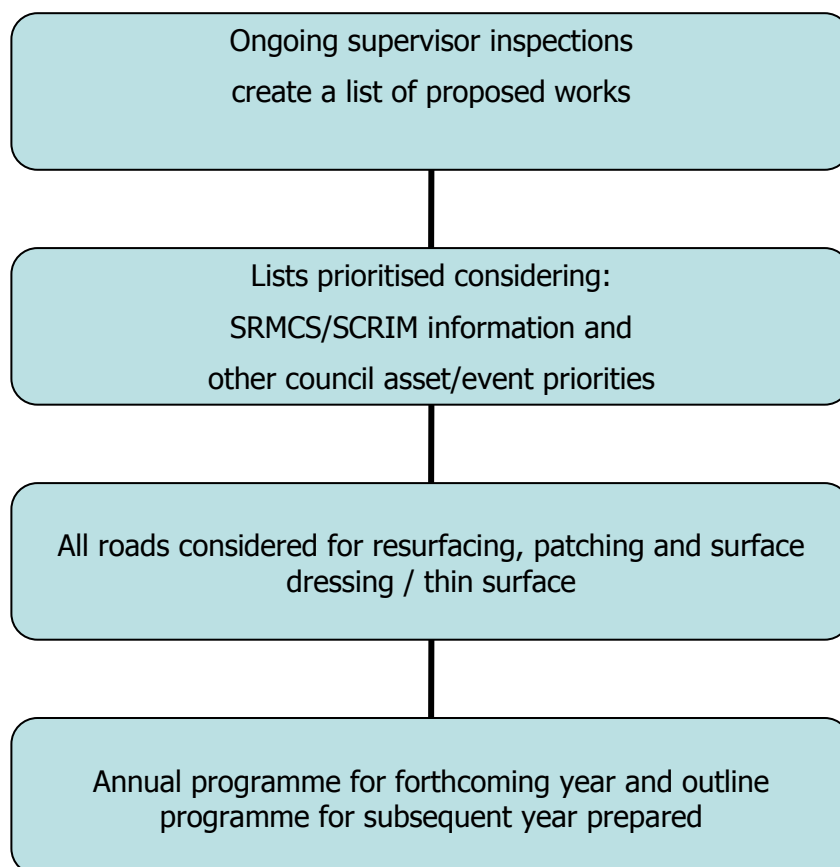 Ongoing supervisor inspections
create a list of proposed works
Lists prioritised considering:
SRMCS/SCRIM information and
other council asset/event priorities
All roads considered for resurfacing, patching and surface
dressing / thin surface
Annual programme for forthcoming year and outline
programme for subsequent year prepared